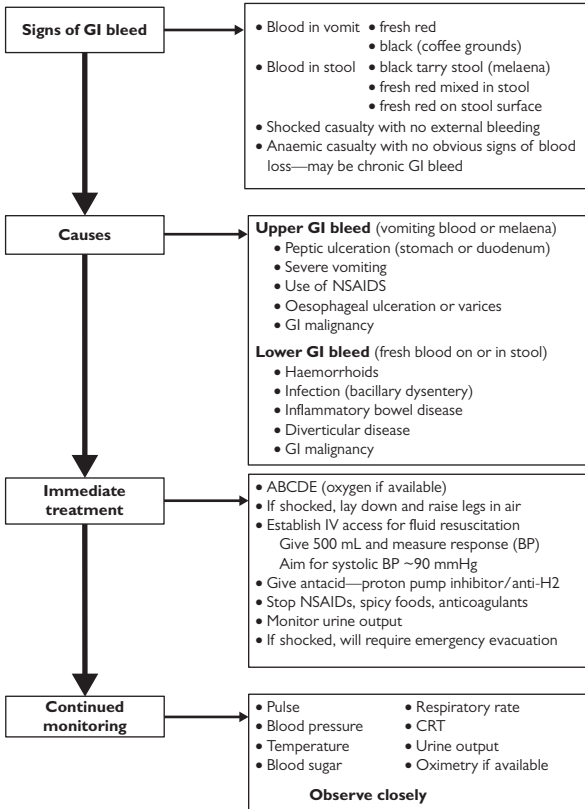 Signs of GI bleed
• Blood in vomit • fresh red
• black (coffee grounds)
• Blood in stool • black tarry stool (melaena)
• fresh red mixed in stool
• fresh red on stool surface
• Shocked casualty with no external bleeding
• Anaemic casualty with no obvious signs of blood
loss—may be chronic GI bleed
Causes
Upper GI bleed (vomiting blood or melaena)
• Peptic ulceration (stomach or duodenum)
• Severe vomiting
• Use of NSAIDS
• Oesophageal ulceration or varices
• GI malignancy
Lower GI bleed (fresh blood on or in stool)
• Haemorrhoids
• Infection (bacillary dysentery)
• Inflammatory bowel disease
• Diverticular disease
• GI malignancy
Immediate
treatment
• ABCDE (oxygen if available)
• If shocked, lay down and raise legs in air
• Establish IV access for fluid resuscitation
Give 500 mL and measure response (BP)
Aim for systolic BP ~90 mmHg
• Give antacid—proton pump inhibitor/anti-H2
• Stop NSAIDs, spicy foods, anticoagulants
• Monitor urine output
• If shocked, will require emergency evacuation
Continued
monitoring
• Pulse • Respiratory rate
• Blood pressure • CRT
• Temperature • Urine output
• Blood sugar • Oximetry if available
Observe closely